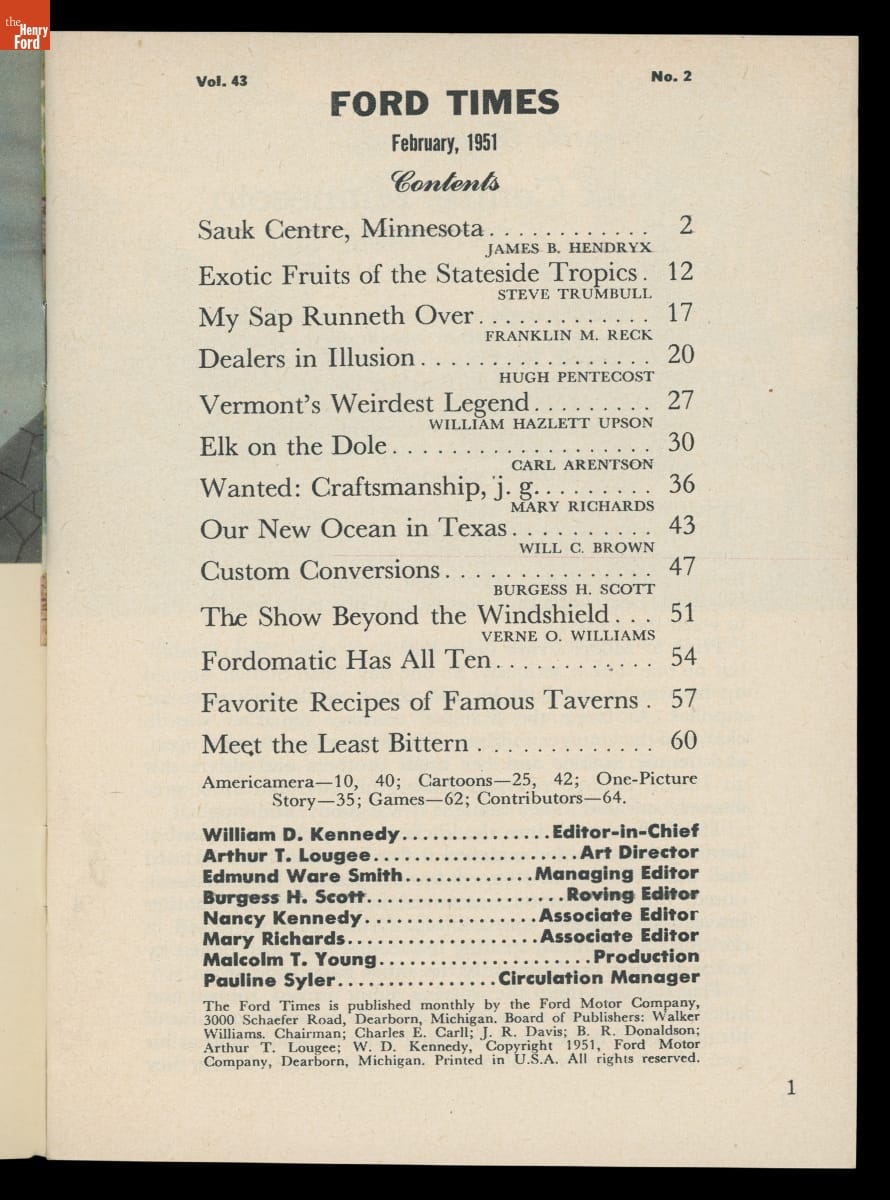 the
Henry
Ford
Vol. 43 No. 2
FORD TIMES
February, 1951
Contents
Sauk Centre, Minnesota............ 2
JAMES B. HENDRYX
Exotic Fruits of the Stateside Tropics. 12
STEVE TRUMBULL
My Sap Runneth Over............. 17
FRANKLIN M. RECK
Dealers in Illusion................. 20
HUGH PENTECOST
Vermont's Weirdest Legend......... 27
WILLIAM HAZLETT UPSON
Elk on the Dole................... 30
CARL ARENTSON
Wanted: Craftsmanship, j. g......... 36
MARY RICHARDS
Our New Ocean in Texas.......... 43
WILL C. BROWN
Custom Conversions............... 47
BURGESS H. SCOTT
The Show Beyond the Windshield... 51
VERNE O. WILLIAMS
Fordomatic Has All Ten............ 54
Favorite Recipes of Famous Taverns. 57
Meet the Least Bittern............. 60
Americamera—10, 40; Cartoons—25, 42; One-Picture
Story—35; Games—62; Contributors—64.
William D. Kennedy...............Editor-in-Chief
Arthur T. Lougee.....................Art Director
Edmund Ware Smith.............Managing Editor
Burgess H. Scott....................Roving Editor
Nancy Kennedy.................Associate Editor
Mary Richards...................Associate Editor
Malcolm T. Young......................Production
Pauline Syler................Circulation Manager
The Ford Times is published monthly by the Ford Motor Company,
3000 Schaefer Road, Dearborn, Michigan. Board of Publishers: Walker
Williams. Chairman; Charles E. Carll; J. R. Davis; B. R. Donaldson;
Arthur T. Lougee; W. D. Kennedy, Copyright 1951, Ford Motor
Company, Dearborn, Michigan. Printed in U.S.A. All rights reserved.
1